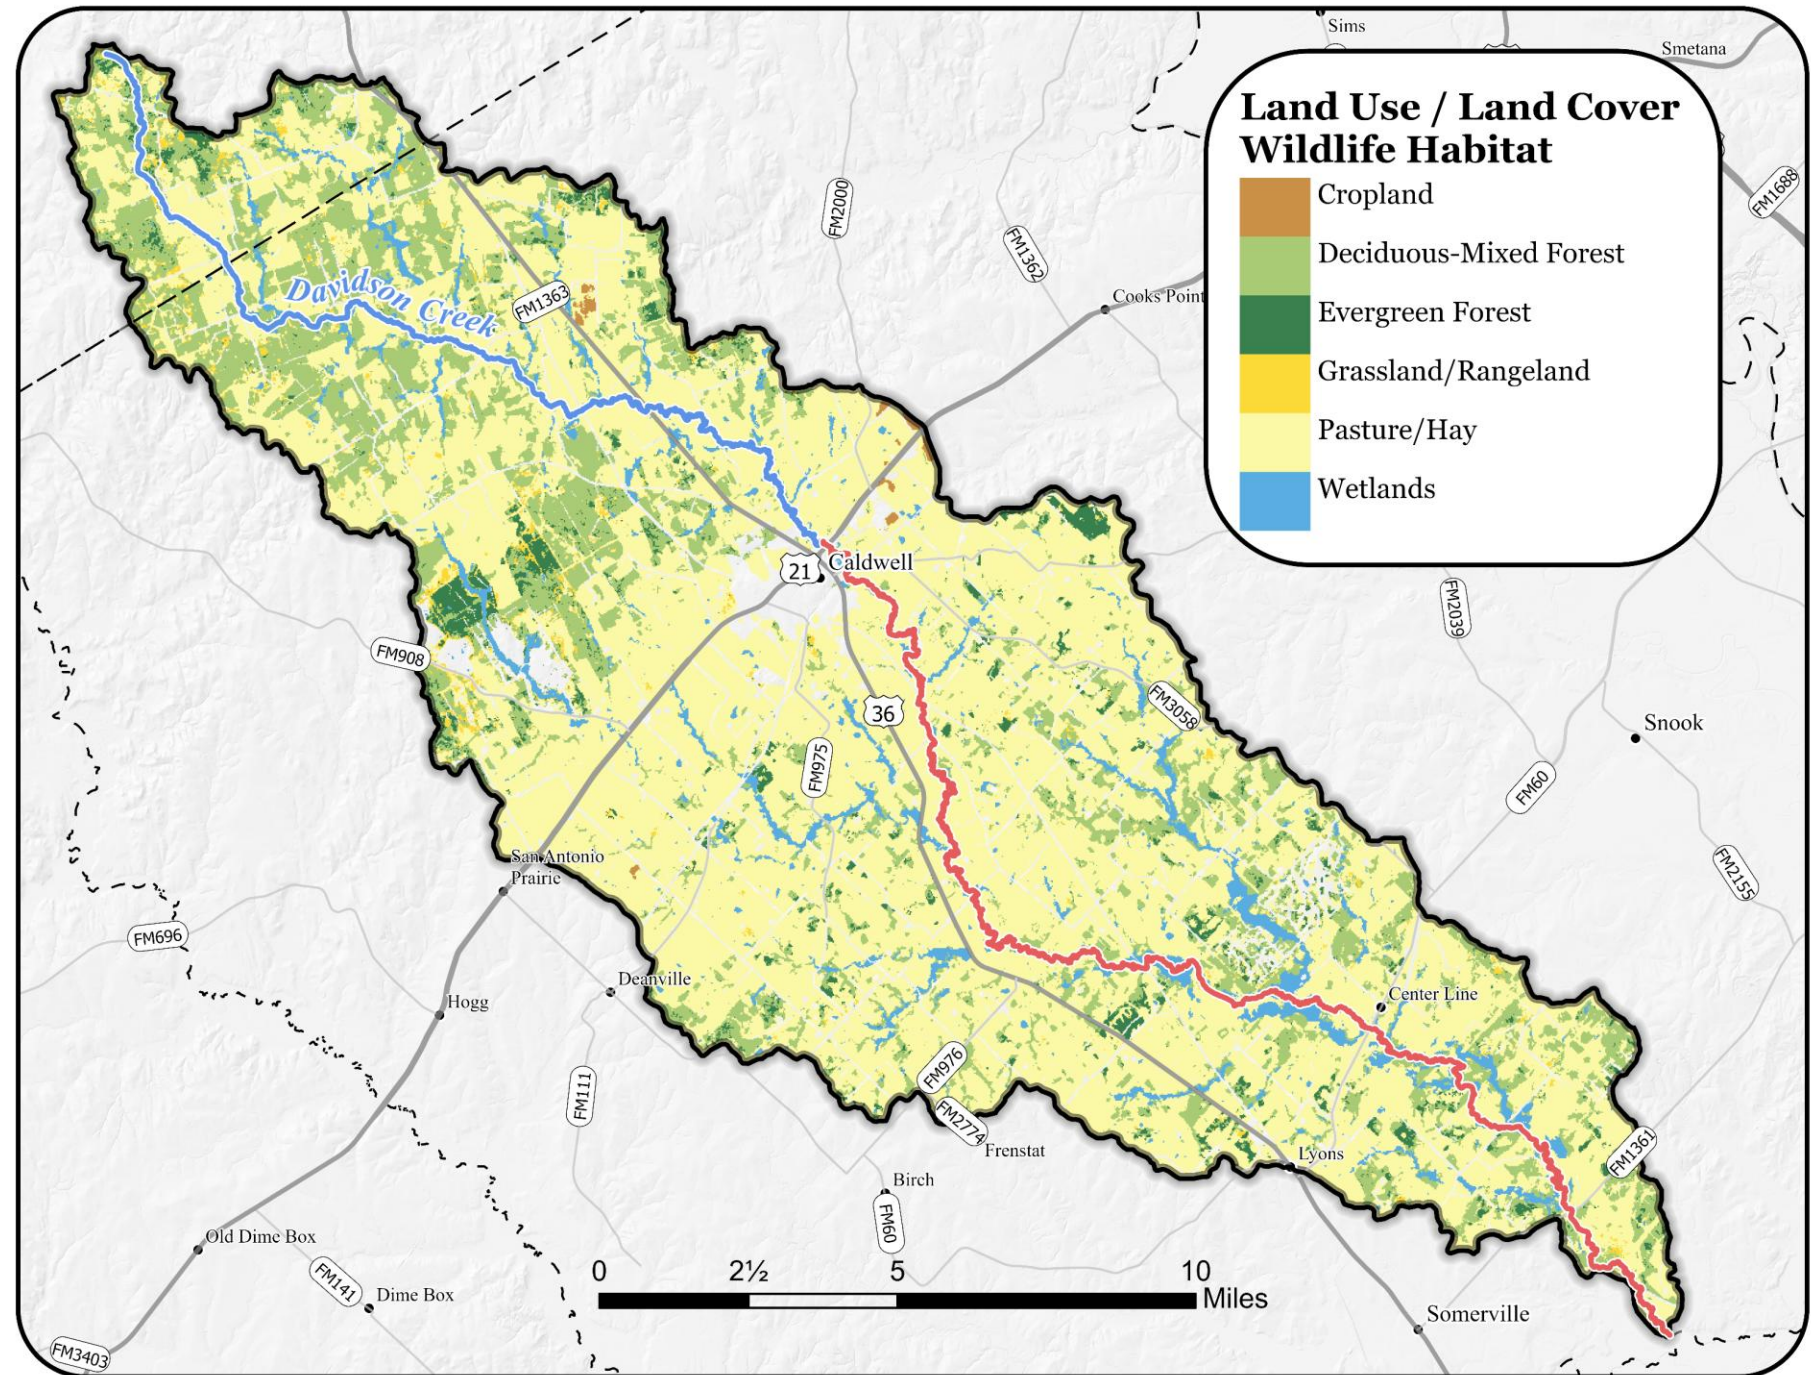 Sims
Smetana
Land Use / Land Cover
Wildlife Habitat
Cropland
Deciduous-Mixed Forest
Evergreen Forest
Grassland/Rangeland
Pasture/Hay
Wetlands
FM2000
FM1362
FM1688
Cooks Point
Davidson Creek
FM1363
21
Caldwell
FM2039
FM908
36
FM3058
Snook
FM975
FM60
San Antonio
Prairie
FM2155
FM696
Deanville
Hogg
Center Line
FM976
FM111
FM2774
Frenstat
Lyons
FM1361
Birch
FM60
Old Dime Box
FM141
Dime Box
0 2½ 5 10
Miles
Somerville
FM3403